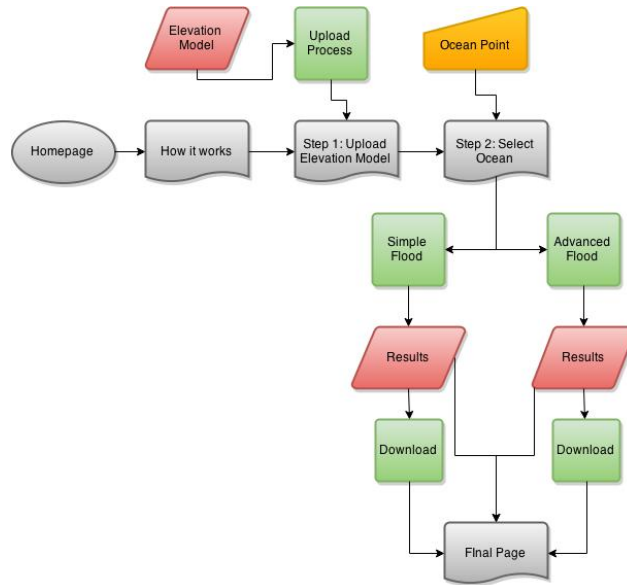 Elevation
Model
Upload
Process
Ocean Point
Homepage
How it works
Step 1: Upload
Elevation Model
Step 2: Select
Ocean
Simple
Flood
Advanced
Flood
Results
Results
Download
Download
FInal Page